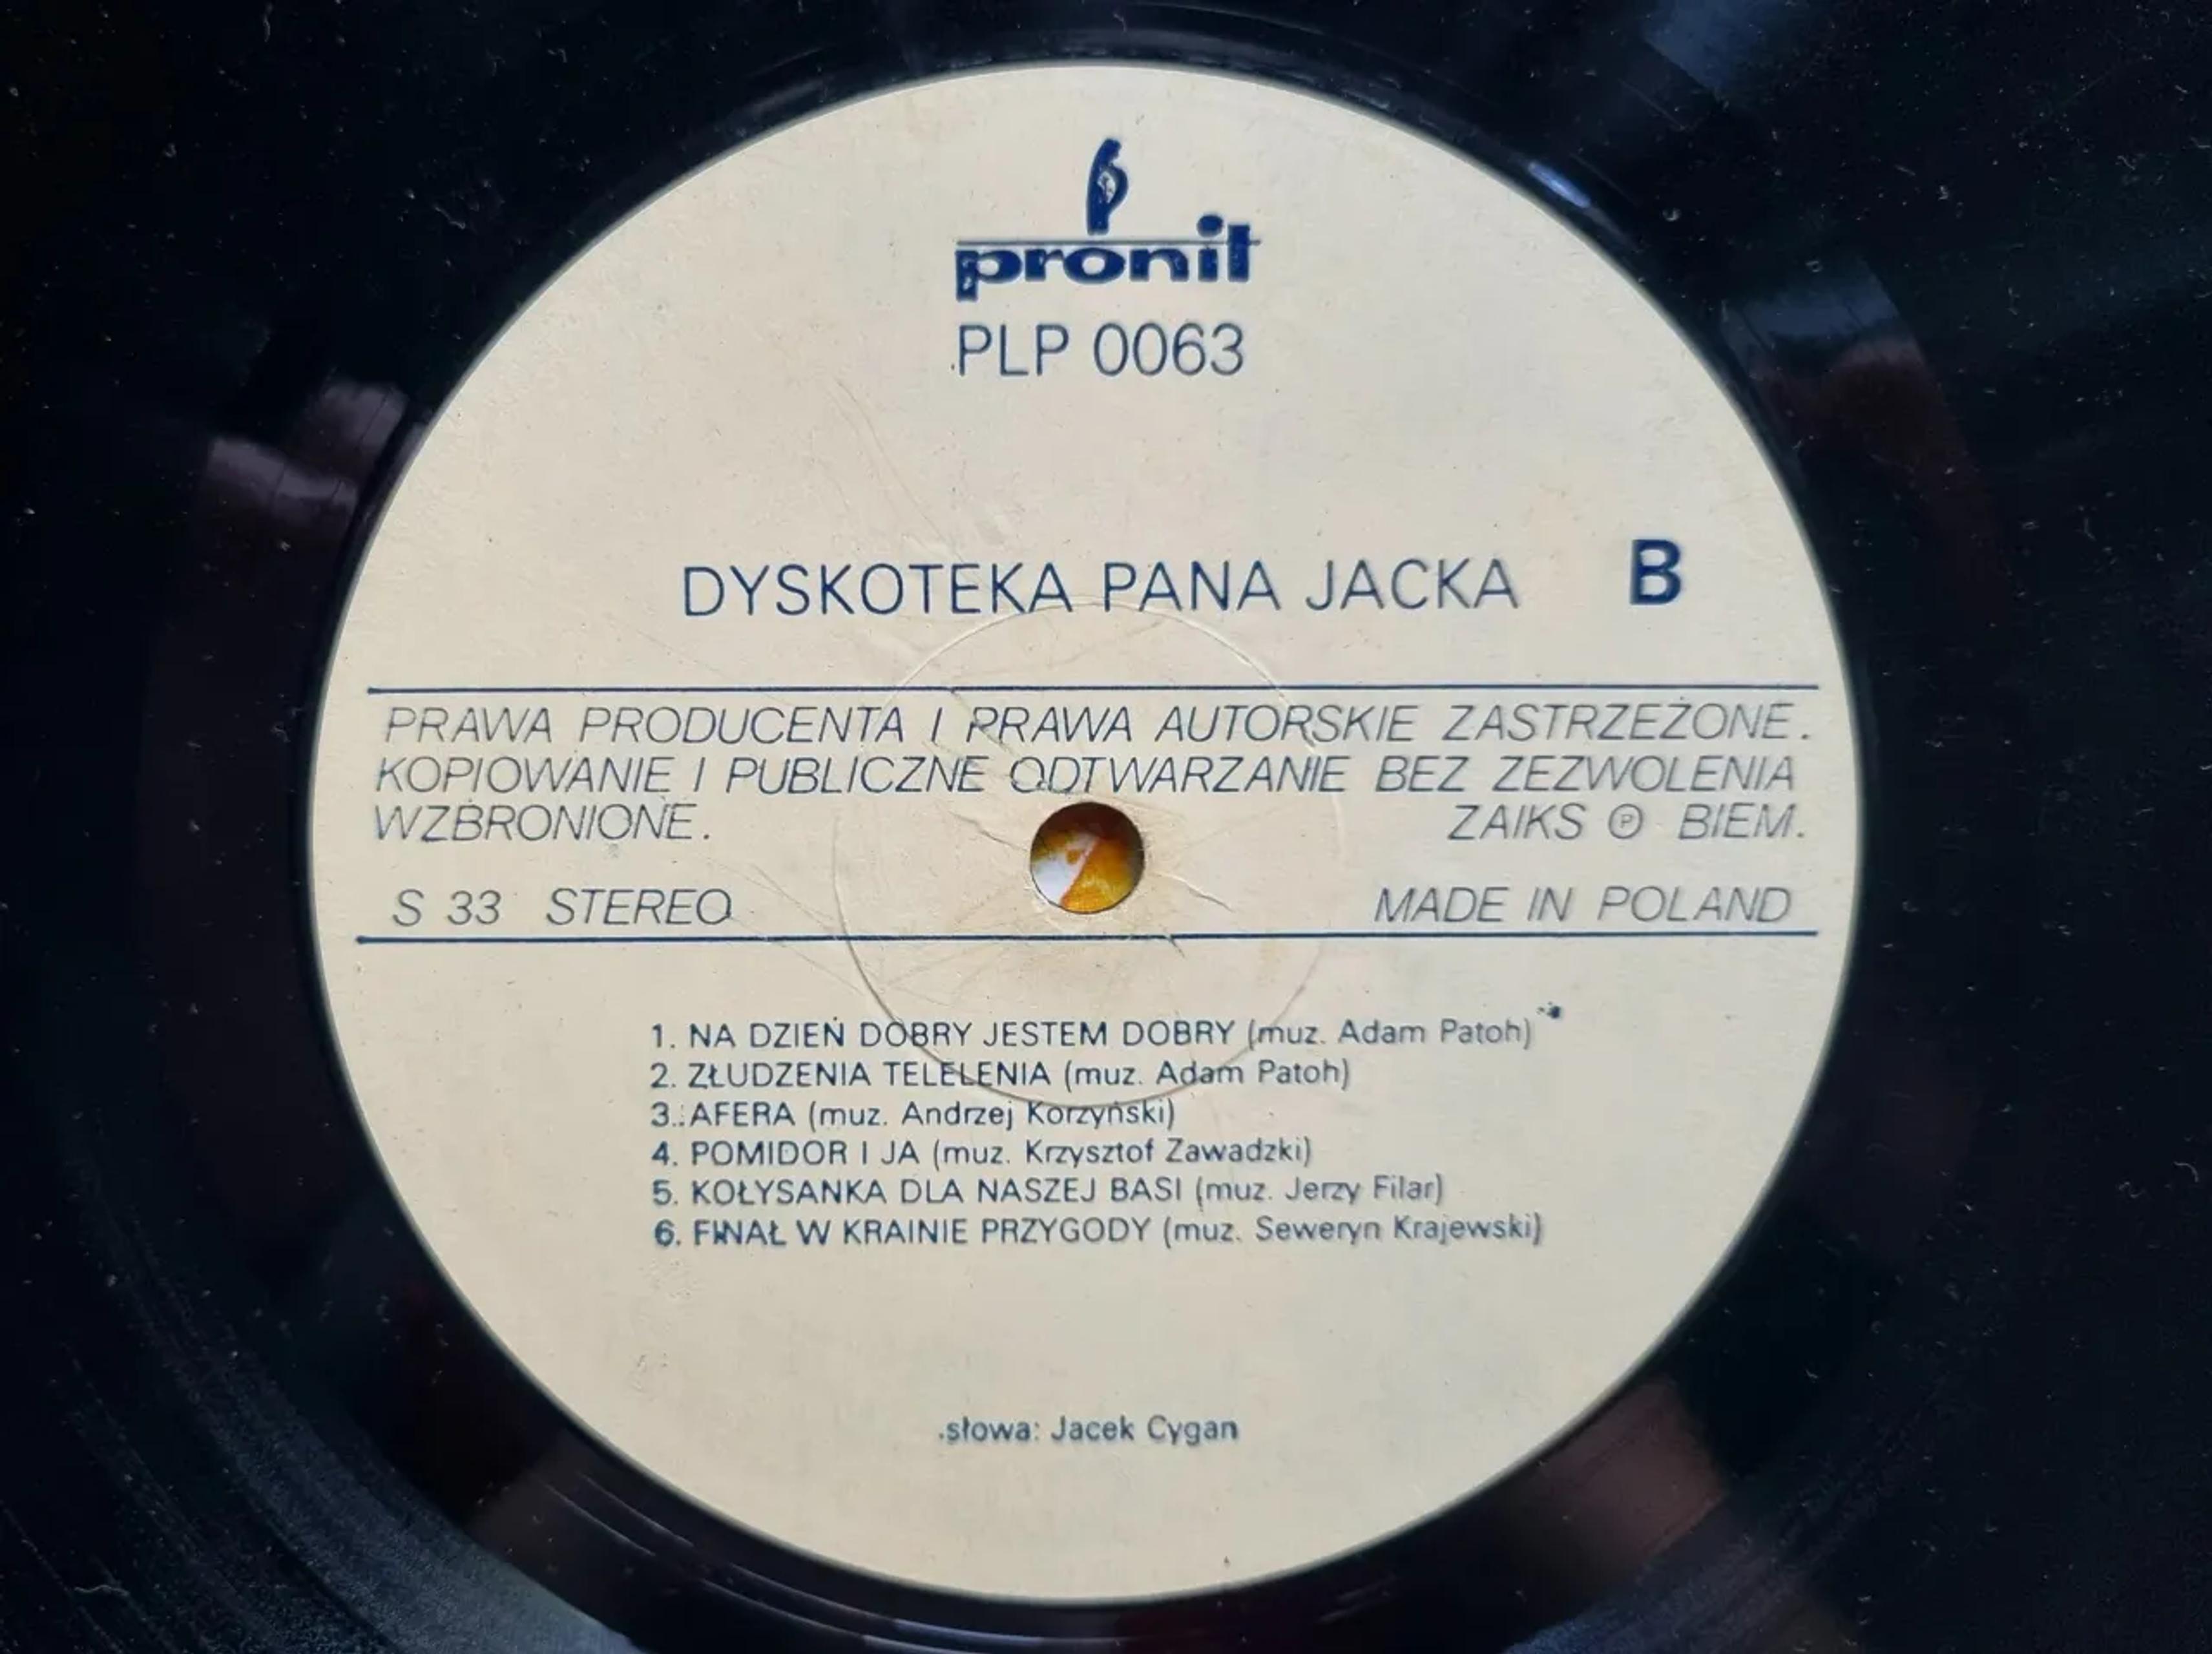 pronit
PLP 0063
DYSKOTEKA PANA JACKA B
PRAWA PRODUCENTA I PRAWA AUTORSKIE ZASTRZEŻONE.
KOPIOWANIE I PUBLICZNE ODTWARZANIE BEZ ZEZWOLENIA
WZBRONIONE. ZAIKS Ⓟ BIEM.
S 33 STEREO MADE IN POLAND
1. NA DZIEŃ DOBRY JESTEM DOBRY (muz. Adam Patoh)
2. ZŁUDZENIA TELELENIA (muz. Adam Patoh)
3. AFERA (muz. Andrzej Korzyński)
4. POMIDOR I JA (muz. Krzysztof Zawadzki)
5. KOŁYSANKA DLA NASZEJ BASI (muz. Jerzy Filar)
6. FINAŁ W KRAINIE PRZYGODY (muz. Seweryn Krajewski)
słowa: Jacek Cygan